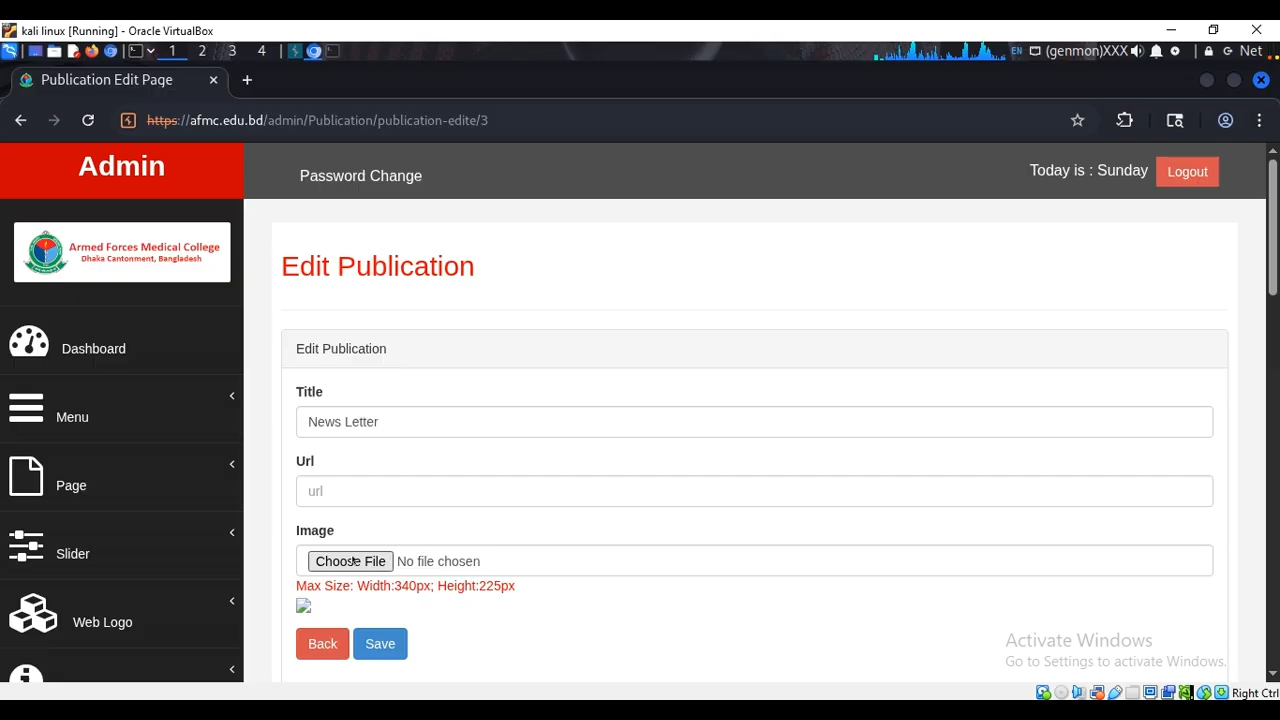 kali linux [Running] - Oracle VirtualBox
1 2 3 4 EN (genmon)XXX Net
Publication Edit Page
https://afmc.edu.bd/admin/Publication/publication-edite/3
Admin
Password Change
Today is : Sunday
Logout
Armed Forces Medical College
Dhaka Cantonment, Bangladesh
Edit Publication
Dashboard
Menu
Page
Slider
Web Logo
Edit Publication
Title
News Letter
Url
url
Image
Choose File No file chosen
Max Size: Width:340px; Height:225px
Back Save
Activate Windows
Go to Settings to activate Windows.
Right Ctrl